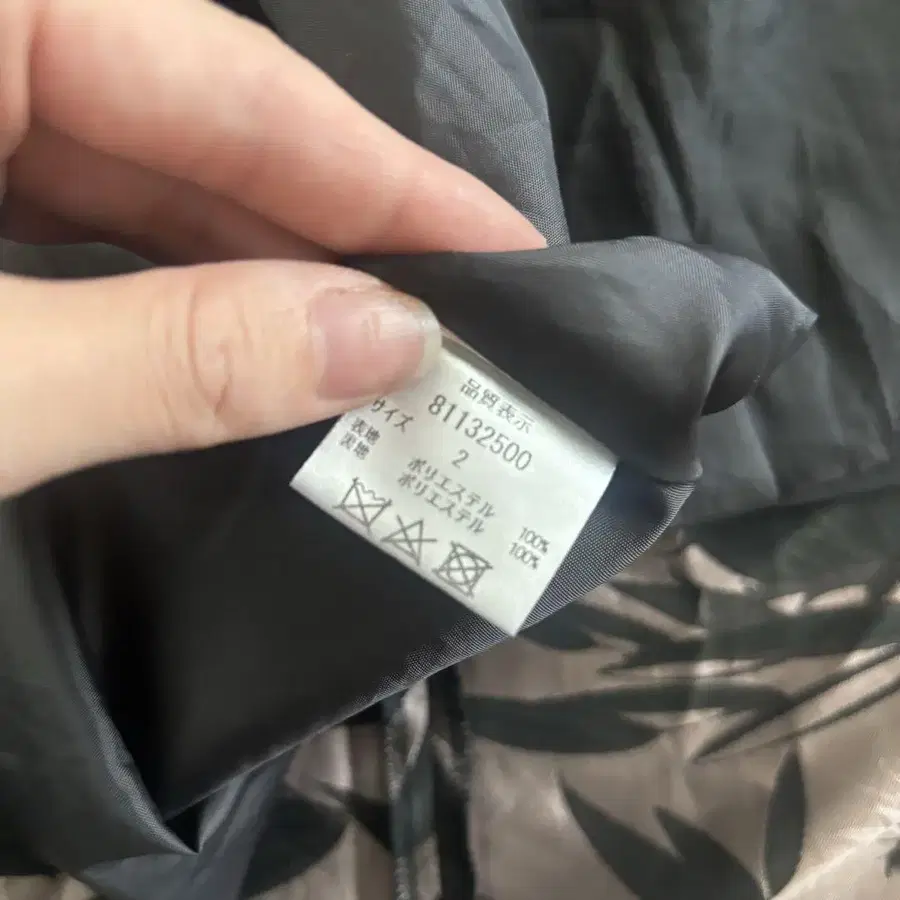 品質表示
81132500
サイズ 2
表地 ポリエステル 100%
裏地 ポリエステル 100%